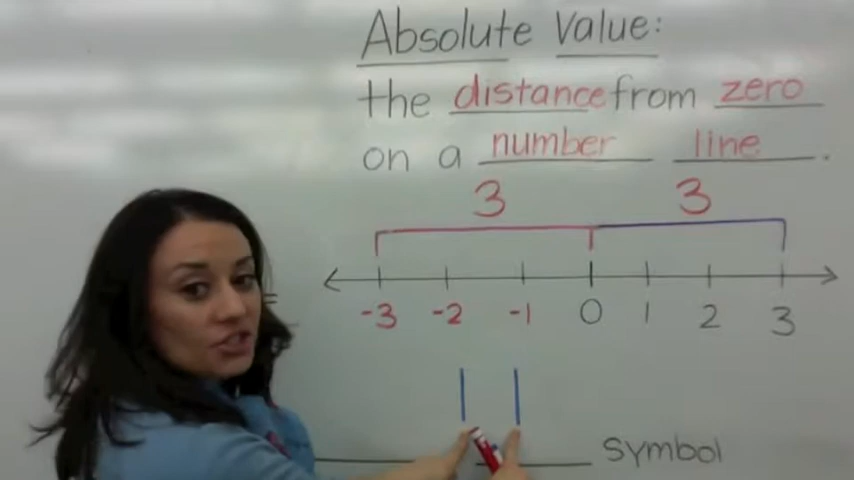 Absolute Value:
the distance from zero
on a number line.
3 3
-3 -2 -1 0 1 2 3
| |
Symbol